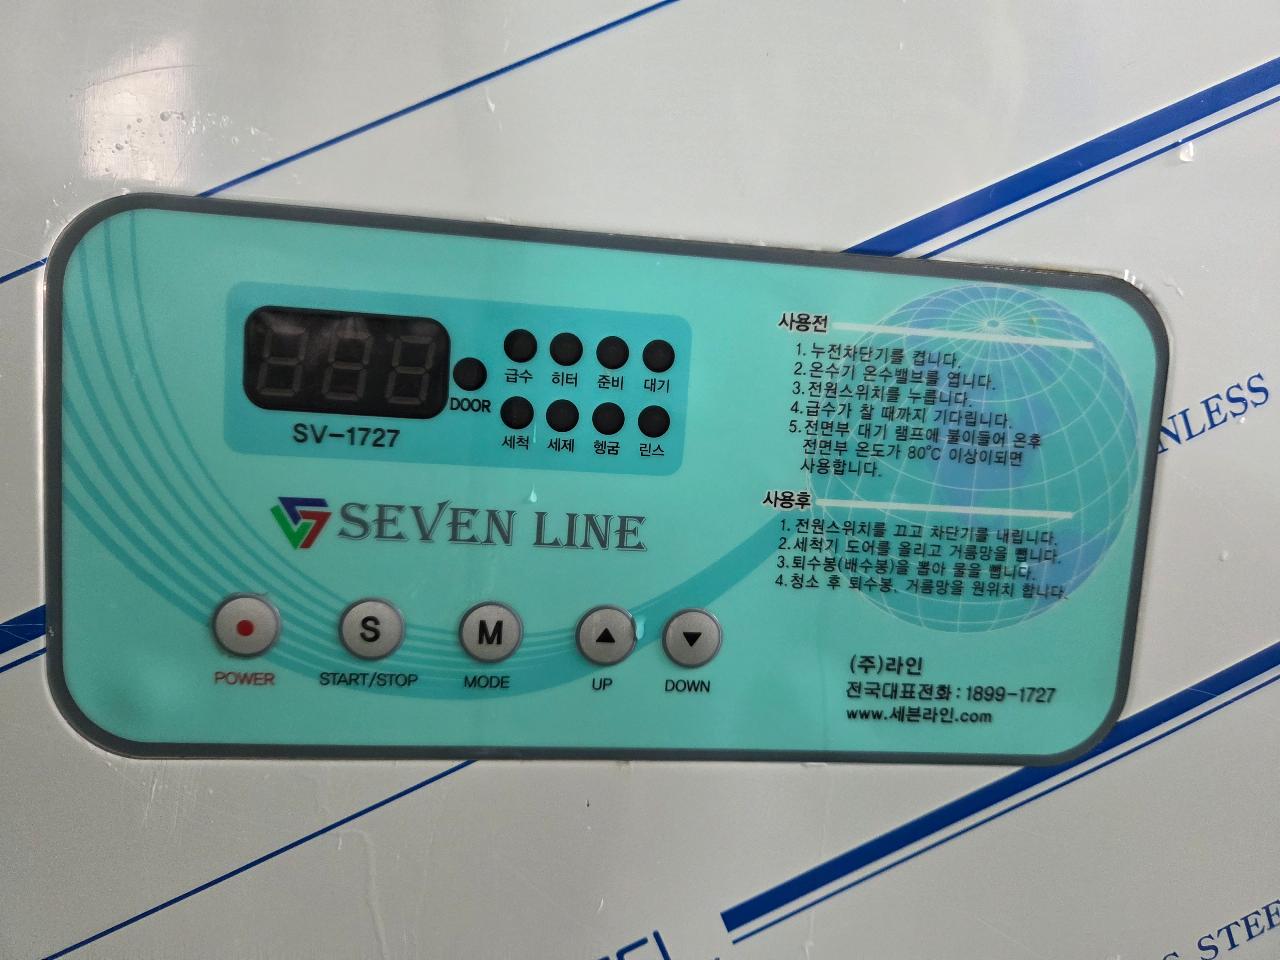 DOOR
급수 히터 준비 대기
세척 세제 헹굼 린스
SV-1727
SEVEN LINE
POWER START/STOP MODE UP DOWN
사용전
1. 누전차단기를 켭니다.
2. 온수기 온수밸브를 엽니다.
3. 전원스위치를 누릅니다.
4. 급수가 찰 때까지 기다립니다.
5. 전면부 대기 램프에 불이들어 온후
전면부 온도가 80℃ 이상이되면
사용합니다.
사용후
1. 전원스위치를 끄고 차단기를 내립니다.
2. 세척기 도어를 올리고 거름망을 뺍니다.
3. 퇴수봉(배수봉)을 뽑아 물을 뺍니다.
4. 청소 후 퇴수봉, 거름망을 원위치 합니다.
(주)라인
전국대표전화 : 1899-1727
www.세븐라인.com
NLESS
S STEE